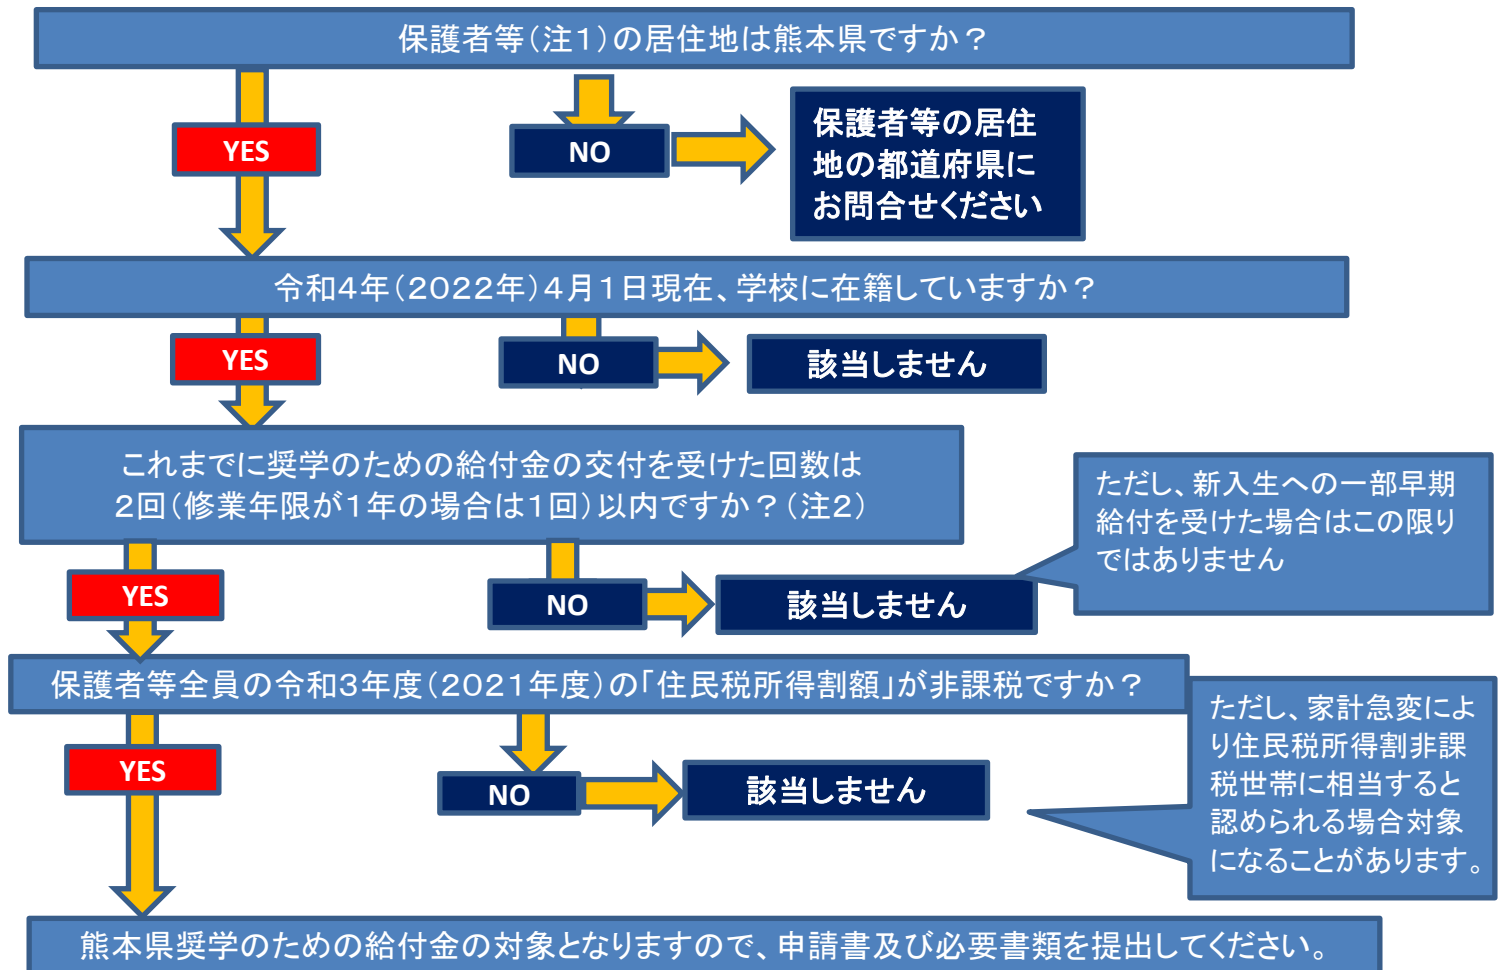 保護者等（注１）の居住地は熊本県ですか？
YES
NO
保護者等の居住
地の都道府県に
お問合せください
令和４年（２０２２年）４月１日現在、学校に在籍していますか？
YES
NO
該当しません
これまでに奨学のための給付金の交付を受けた回数は
２回（修業年限が１年の場合は１回）以内ですか？（注２）
ただし、新入生への一部早期
給付を受けた場合はこの限り
ではありません
YES
NO
該当しません
保護者等全員の令和３年度（２０２１年度）の「住民税所得割額」が非課税ですか？
ただし、家計急変によ
り住民税所得割非課
税世帯に相当すると
認められる場合対象
になることがあります。
YES
NO
該当しません
熊本県奨学のための給付金の対象となりますので、申請書及び必要書類を提出してください。